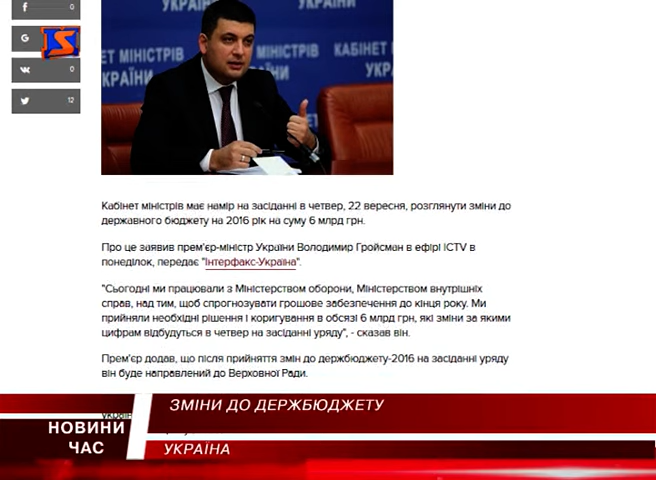 f 0
G
0
12
УКРАЇНИ
КАБІНЕТ МІНІСТРІВ
КАБІНЕТ МІН
УКРАЇНИ
УКР
Кабінет міністрів має намір на засіданні в четвер, 22 вересня, розглянути зміни до
державного бюджету на 2016 рік на суму 6 млрд грн.
Про це заявив прем'єр-міністр України Володимир Гройсман в ефірі ICTV в
понеділок, передає "Інтерфакс-Україна".
"Сьогодні ми працювали з Міністерством оборони, Міністерством внутрішніх
справ, над тим, щоб спрогнозувати грошове забезпечення до кінця року. Ми
прийняли необхідні рішення і коригування в обсязі 6 млрд грн, які зміни за якими
цифрам відбудуться в четвер на засіданні уряду", - сказав він.
Прем'єр додав, що після прийняття змін до держбюджету-2016 на засіданні уряду
він буде направлений до Верховної Ради.
ЗМІНИ ДО ДЕРЖБЮДЖЕТУ
НОВИНИ
ЧАС
УКРАЇНА